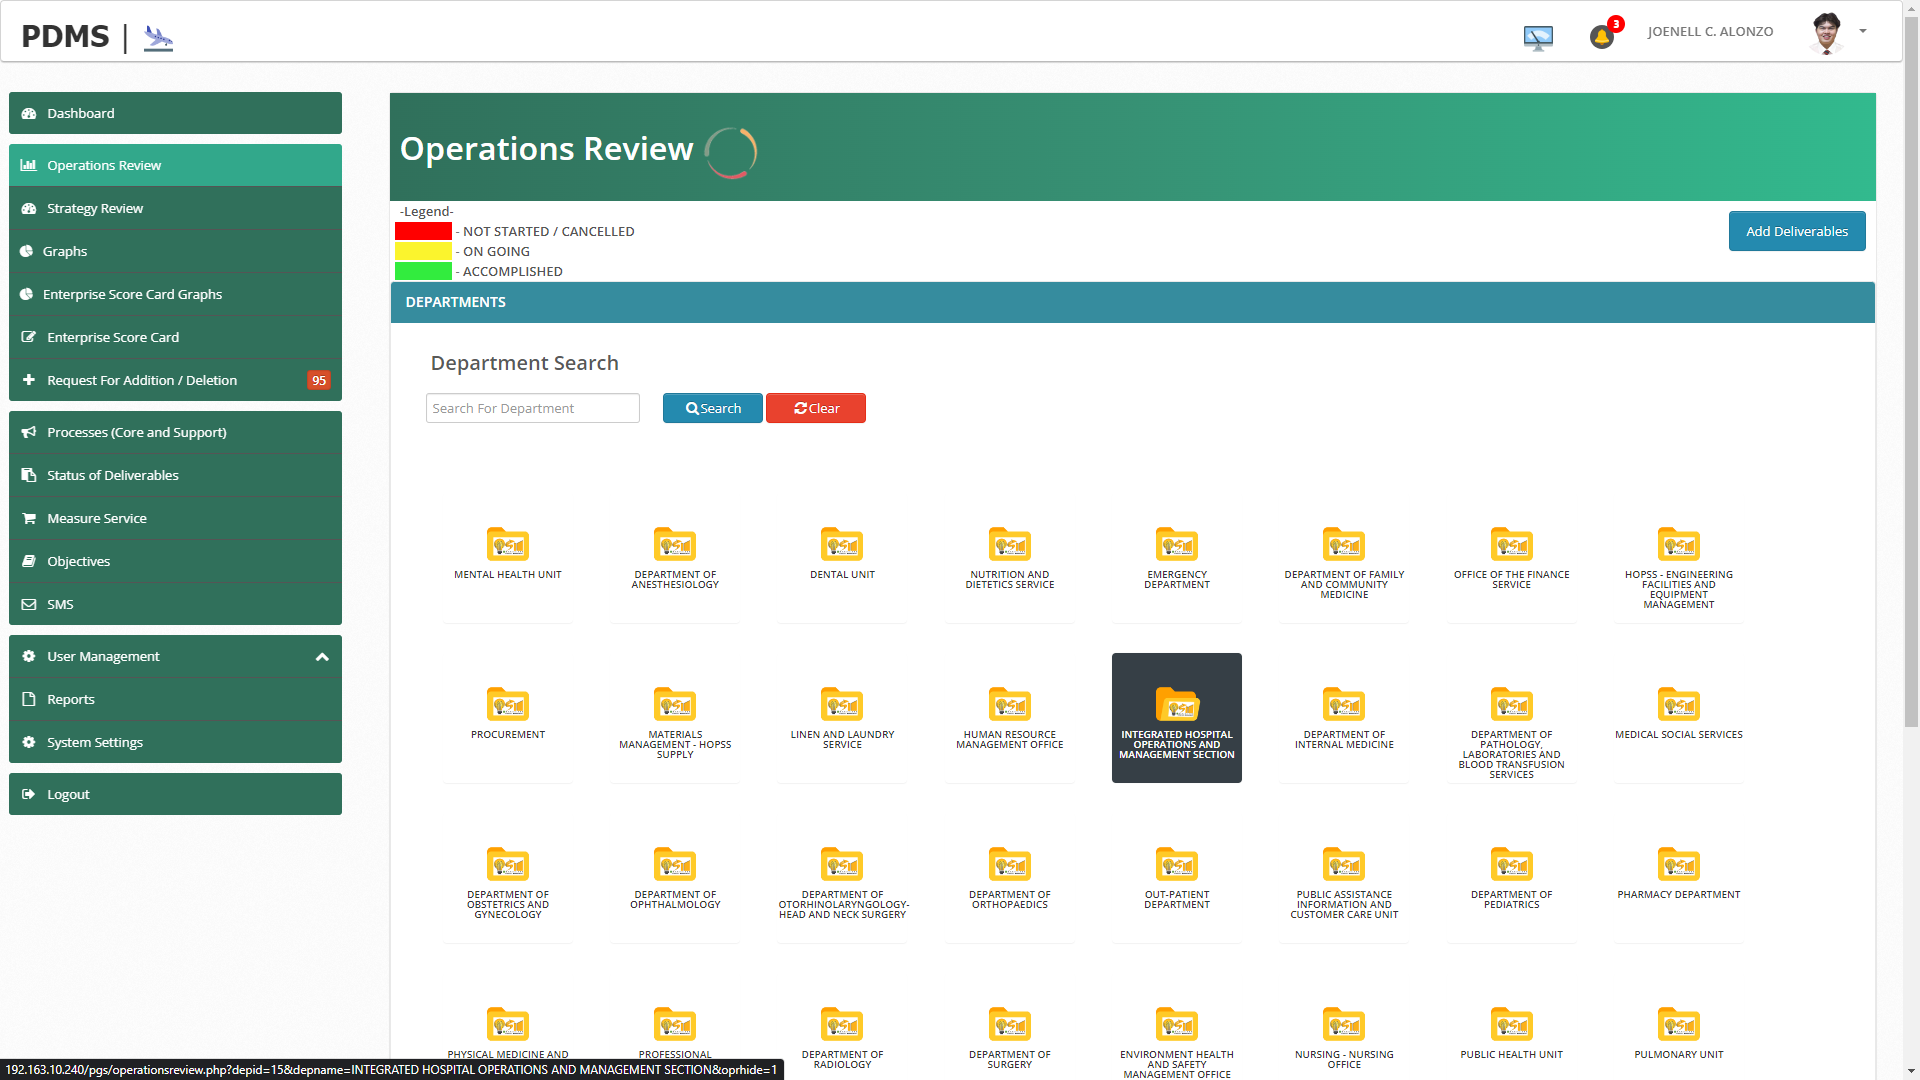 PDMS |
3
JOENELL C. ALONZO
Dashboard
Operations Review
Strategy Review
Graphs
Enterprise Score Card Graphs
Enterprise Score Card
Request For Addition / Deletion 95
Processes (Core and Support)
Status of Deliverables
Measure Service
Objectives
SMS
User Management
Reports
System Settings
Logout
Operations Review
-Legend-
- NOT STARTED / CANCELLED
- ON GOING
- ACCOMPLISHED
Add Deliverables
DEPARTMENTS
Department Search
Search For Department
Search
Clear
MENTAL HEALTH UNIT
DEPARTMENT OF
ANESTHESIOLOGY
DENTAL UNIT
NUTRITION AND
DIETETICS SERVICE
EMERGENCY
DEPARTMENT
DEPARTMENT OF FAMILY
AND COMMUNITY
MEDICINE
OFFICE OF THE FINANCE
SERVICE
HOPSS - ENGINEERING
FACILITIES AND
EQUIPMENT
MANAGEMENT
PROCUREMENT
MATERIALS
MANAGEMENT - HOPSS
SUPPLY
LINEN AND LAUNDRY
SERVICE
HUMAN RESOURCE
MANAGEMENT OFFICE
INTEGRATED HOSPITAL
OPERATIONS AND
MANAGEMENT SECTION
DEPARTMENT OF
INTERNAL MEDICINE
DEPARTMENT OF
PATHOLOGY,
LABORATORIES AND
BLOOD TRANSFUSION
SERVICES
MEDICAL SOCIAL SERVICES
DEPARTMENT OF
OBSTETRICS AND
GYNECOLOGY
DEPARTMENT OF
OPHTHALMOLOGY
DEPARTMENT OF
OTORHINOLARYNGOLOGY-
HEAD AND NECK SURGERY
DEPARTMENT OF
ORTHOPAEDICS
OUT-PATIENT
DEPARTMENT
PUBLIC ASSISTANCE
INFORMATION AND
CUSTOMER CARE UNIT
DEPARTMENT OF
PEDIATRICS
PHARMACY DEPARTMENT
PHYSICAL MEDICINE AND
PROFESSIONAL
DEPARTMENT OF
RADIOLOGY
DEPARTMENT OF
SURGERY
ENVIRONMENT HEALTH
AND SAFETY
MANAGEMENT OFFICE
NURSING - NURSING
OFFICE
PUBLIC HEALTH UNIT
PULMONARY UNIT
192.163.10.240/pgs/operationsreview.php?depid=15&depname=INTEGRATED HOSPITAL OPERATIONS AND MANAGEMENT SECTION&oprhide=1